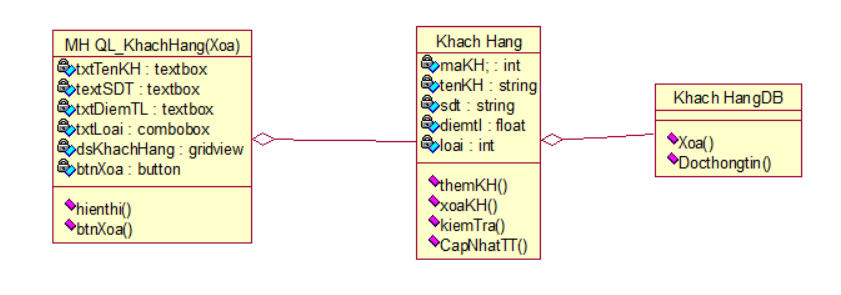 MH QL_KhachHang(Xoa)
txtTenKH : textbox
textSDT : textbox
txtDiemTL : textbox
txtLoai : combobox
dsKhachHang : gridview
btnXoa : button
hienthi()
btnXoa()
Khach Hang
maKH; : int
tenKH : string
sdt : string
diemtl : float
loai : int
themKH()
xoaKH()
kiemTra()
CapNhatTT()
Khach HangDB
Xoa()
Docthongtin()